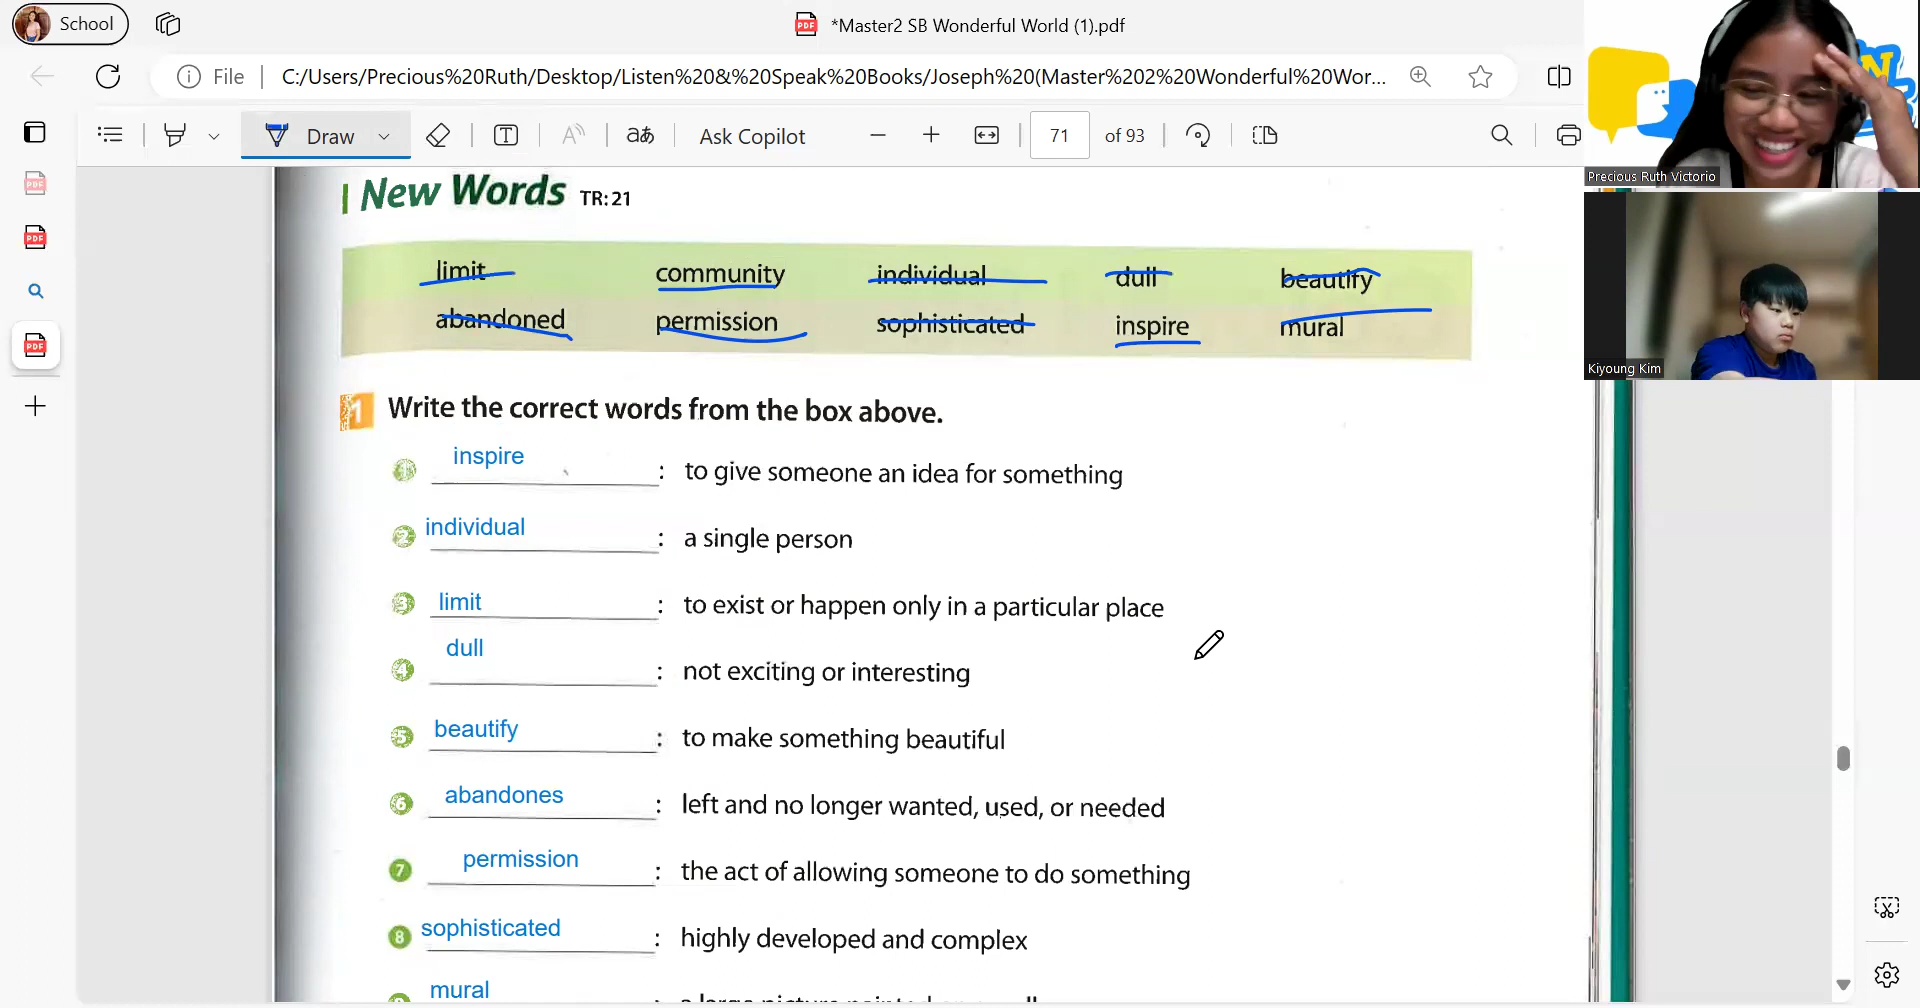 School
*Master2 SB Wonderful World (1).pdf
File
C:/Users/Precious%20Ruth/Desktop/Listen%20&%20Speak%20Books/Joseph%20(Master%202%20Wonderful%20Wor...
Draw
Ask Copilot
71
of 93
Precious Ruth Victorio
Kiyoung Kim
New Words TR: 21
limit community individual dull beautify
abandoned permission sophisticated inspire mural
1 Write the correct words from the box above.
1 inspire : to give someone an idea for something
2 individual : a single person
3 limit : to exist or happen only in a particular place
4 dull : not exciting or interesting
5 beautify : to make something beautiful
6 abandones : left and no longer wanted, used, or needed
7 permission : the act of allowing someone to do something
8 sophisticated : highly developed and complex
mural